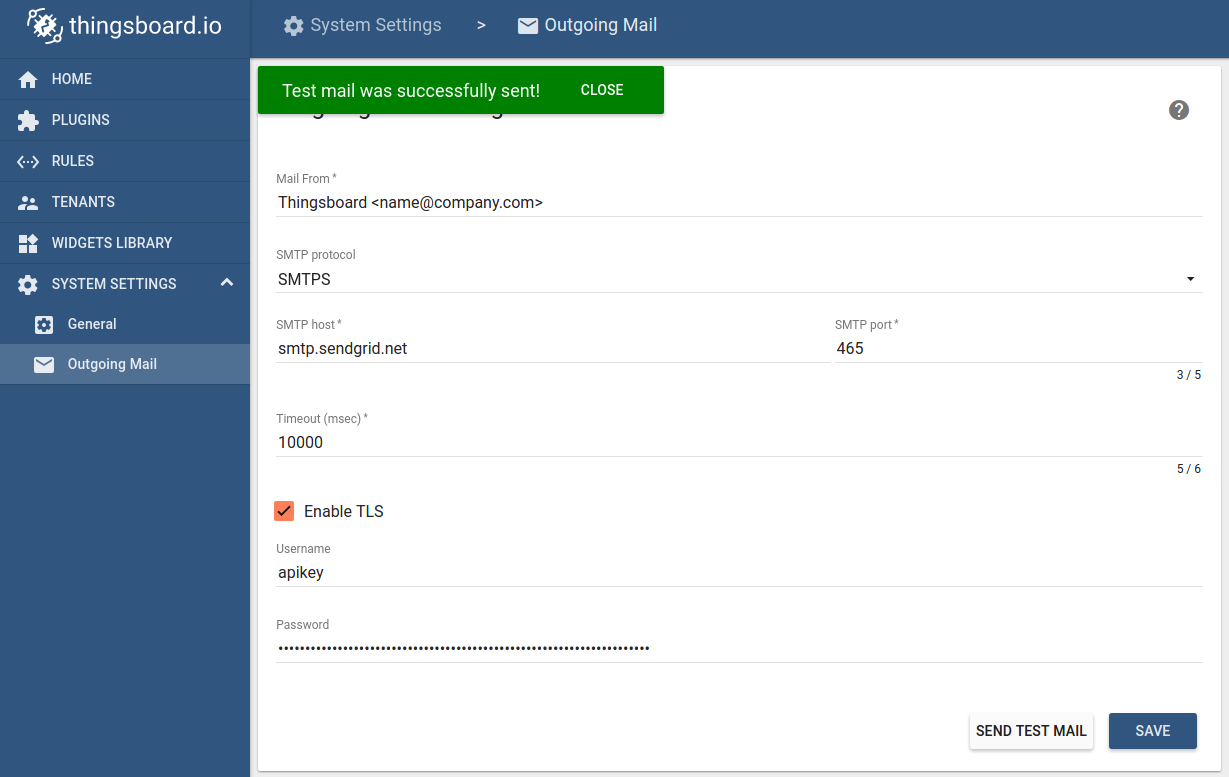 thingsboard.io
System Settings > Outgoing Mail
HOME
PLUGINS
RULES
TENANTS
WIDGETS LIBRARY
SYSTEM SETTINGS
General
Outgoing Mail
Test mail was successfully sent! CLOSE
?
Mail From *
Thingsboard <name@company.com>
SMTP protocol
SMTPS
SMTP host * SMTP port *
smtp.sendgrid.net 465
3 / 5
Timeout (msec) *
10000
5 / 6
Enable TLS
Username
apikey
Password
SEND TEST MAIL SAVE